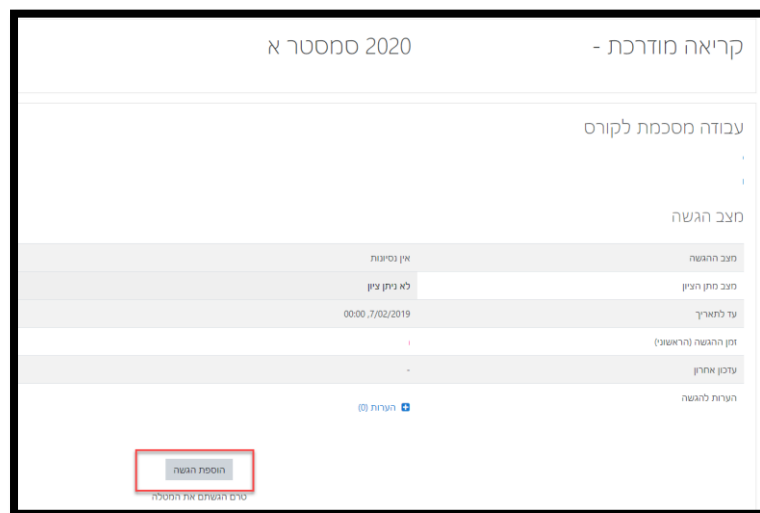 קריאה מודרכת - 2020 סמסטר א
עבודה מסכמת לקורס
מצב הגשה
מצב ההגשה אין נסיונות
מצב מתן הציון לא ניתן ציון
עד לתאריך 7/02/2019, 00:00
זמן ההגשה (הראשוני)
עדכון אחרון -
הערות להגשה
הערות (0)
הוספת הגשה
טרם הגשתם את המטלה